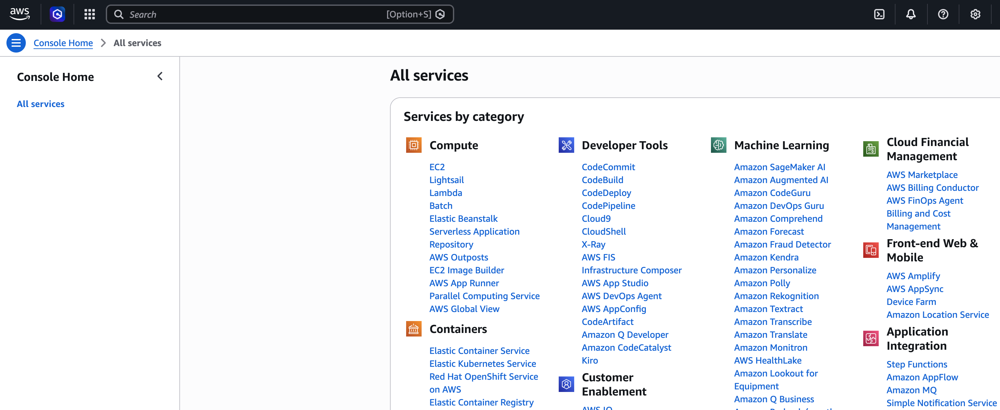 aws
Search
[Option+S]
Console Home
All services
Console Home
All services
All services
Services by category
Compute
EC2
Lightsail
Lambda
Batch
Elastic Beanstalk
Serverless Application
Repository
AWS Outposts
EC2 Image Builder
AWS App Runner
Parallel Computing Service
AWS Global View
Containers
Elastic Container Service
Elastic Kubernetes Service
Red Hat OpenShift Service
on AWS
Elastic Container Registry
Developer Tools
CodeCommit
CodeBuild
CodeDeploy
CodePipeline
Cloud9
CloudShell
X-Ray
AWS FIS
Infrastructure Composer
AWS App Studio
AWS DevOps Agent
AWS AppConfig
CodeArtifact
Amazon Q Developer
Amazon CodeCatalyst
Kiro
Customer
Enablement
AWS IQ
Machine Learning
Amazon SageMaker AI
Amazon Augmented AI
Amazon CodeGuru
Amazon DevOps Guru
Amazon Comprehend
Amazon Forecast
Amazon Fraud Detector
Amazon Kendra
Amazon Personalize
Amazon Polly
Amazon Rekognition
Amazon Textract
Amazon Transcribe
Amazon Translate
Amazon Monitron
AWS HealthLake
Amazon Lookout for
Equipment
Amazon Q Business
Cloud Financial
Management
AWS Marketplace
AWS Billing Conductor
AWS FinOps Agent
Billing and Cost
Management
Front-end Web &
Mobile
AWS Amplify
AWS AppSync
Device Farm
Amazon Location Service
Application
Integration
Step Functions
Amazon AppFlow
Amazon MQ
Simple Notification Service